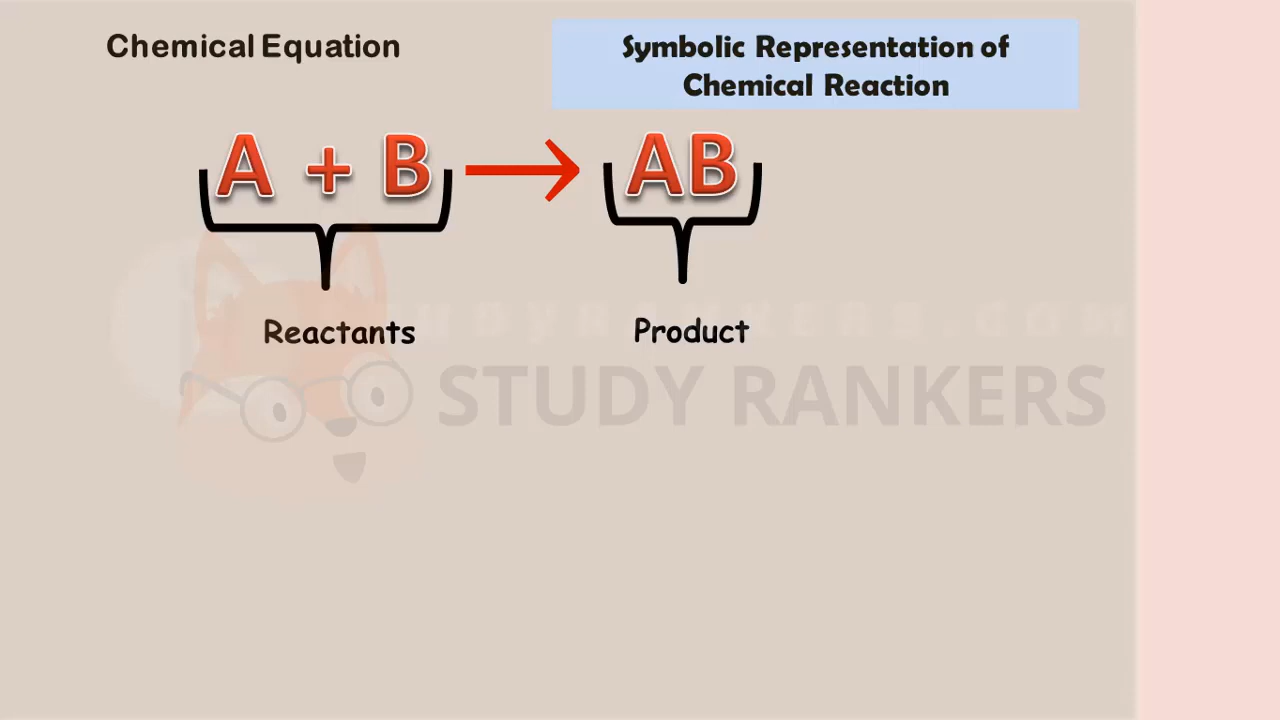 Chemical Equation
Symbolic Representation of
Chemical Reaction
A + B → AB
Reactants
Product
STUDY RANKERS